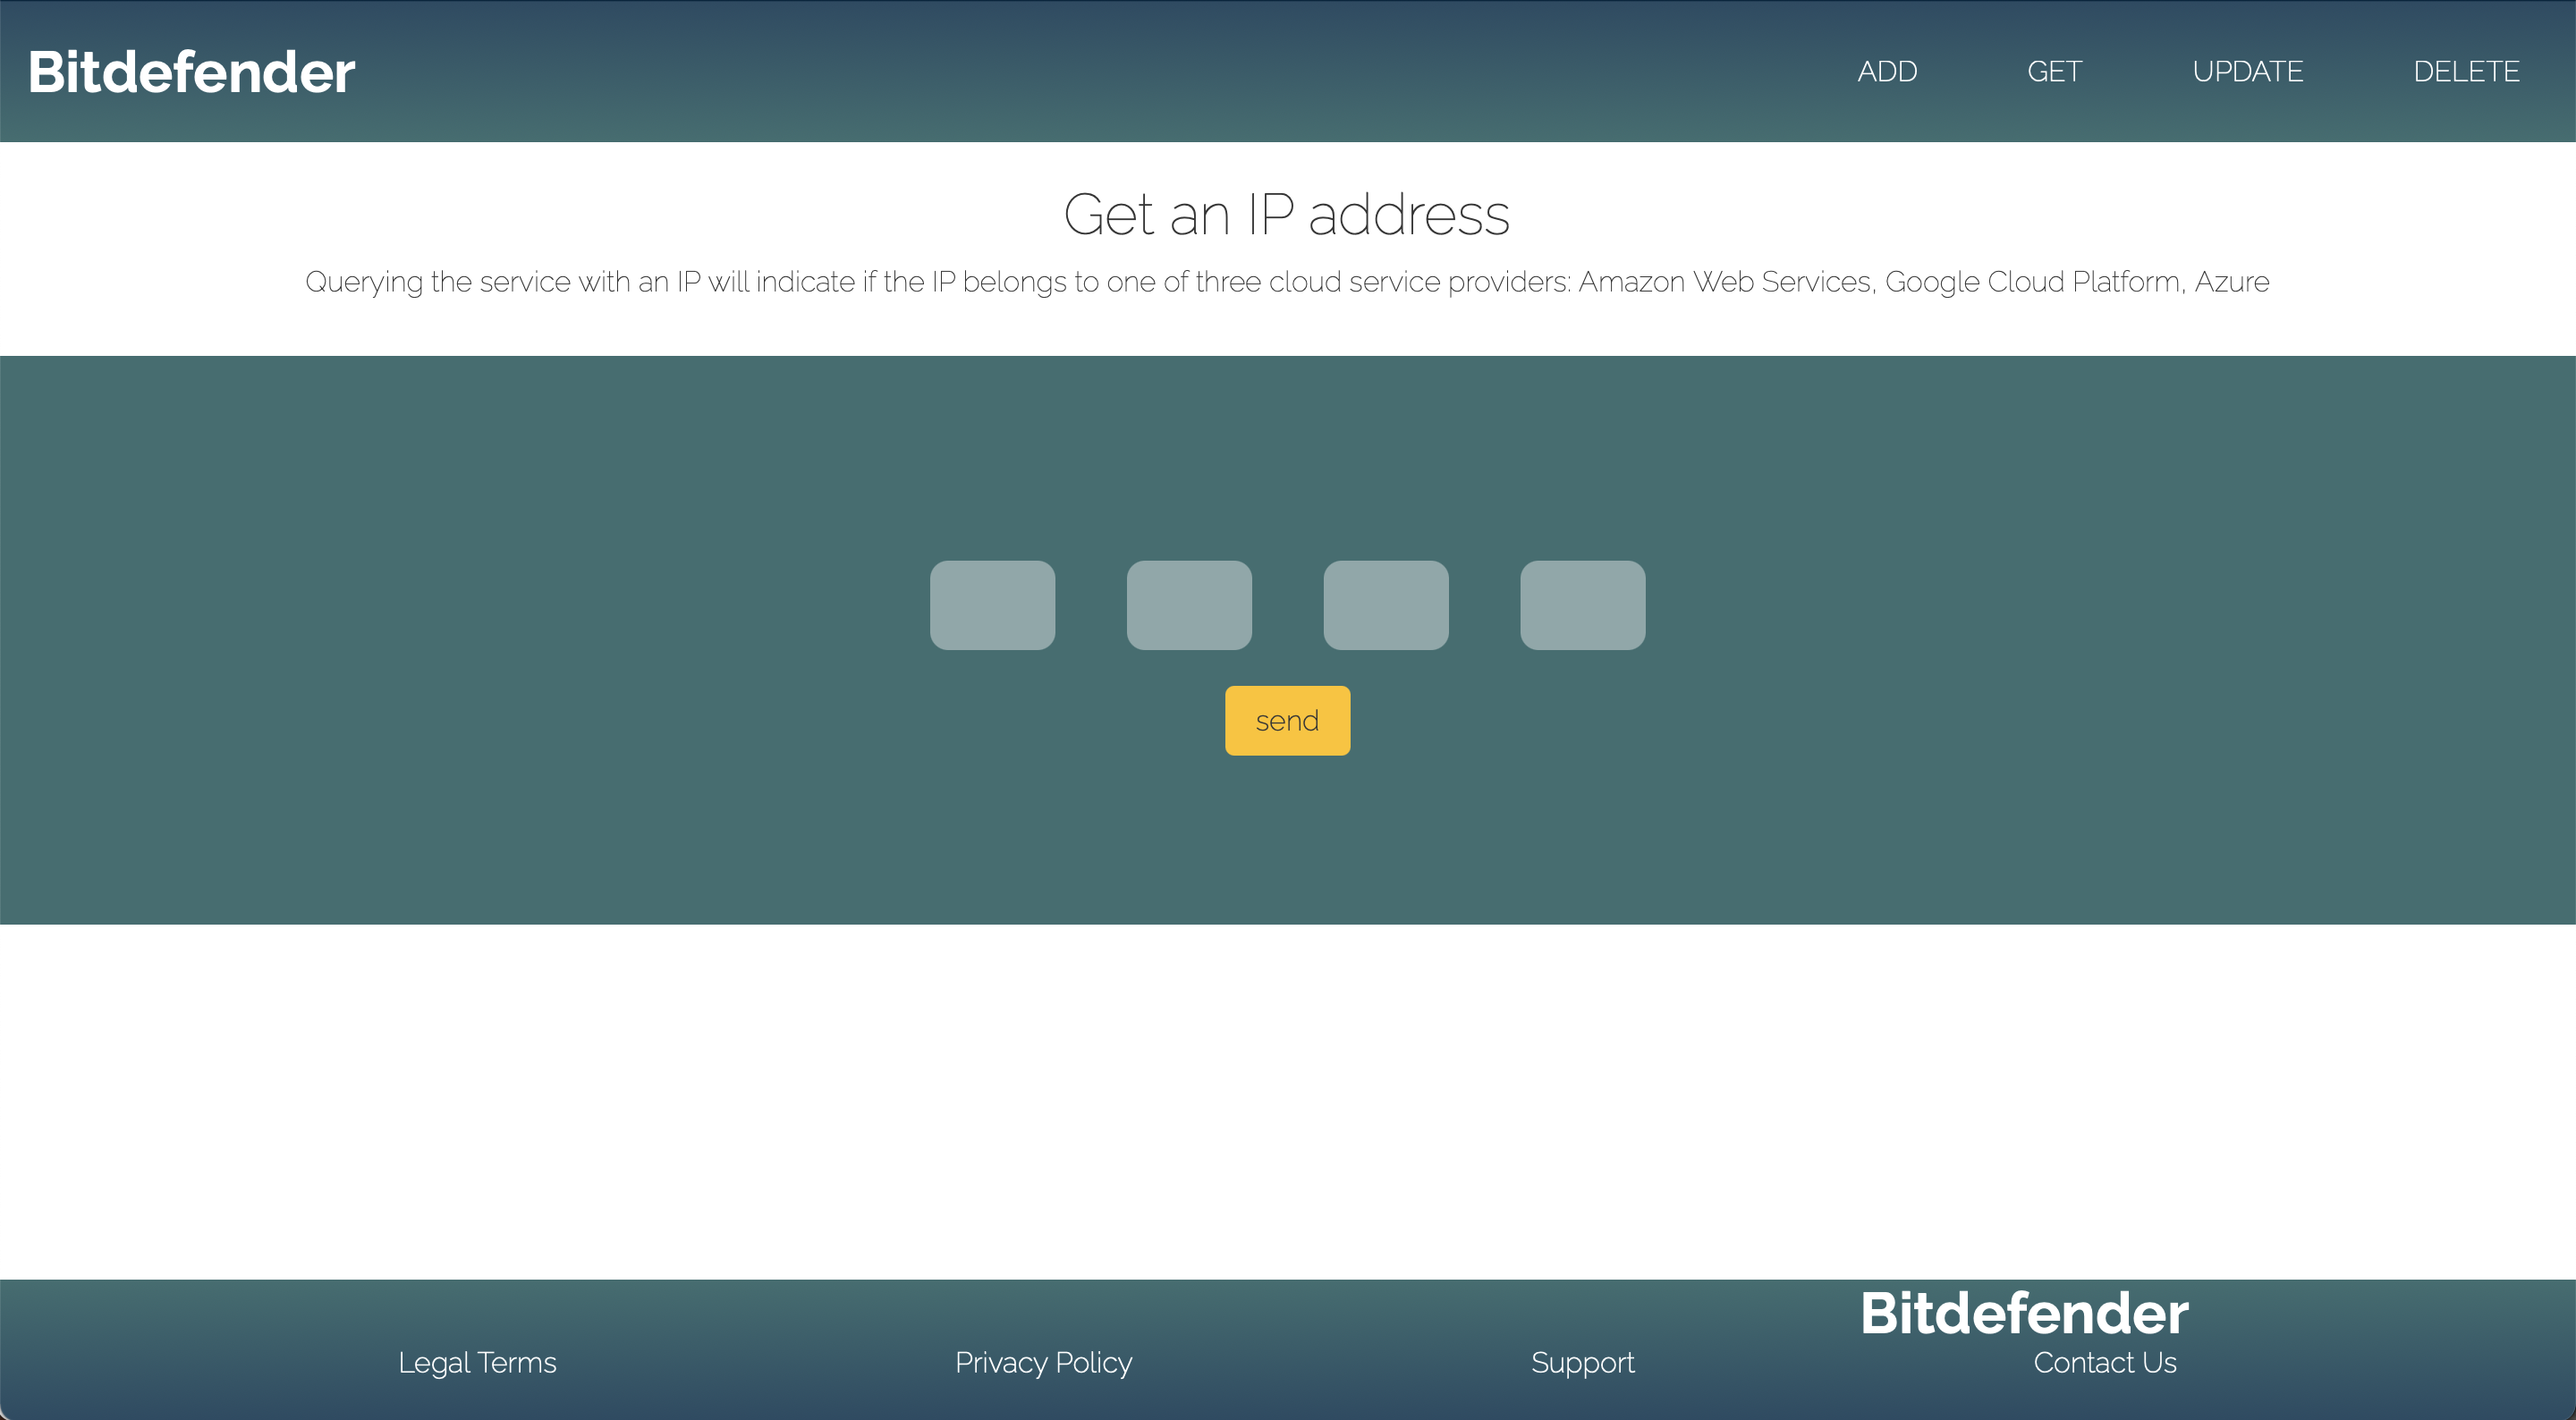 Bitdefender
ADD GET UPDATE DELETE
Get an IP address
Querying the service with an IP will indicate if the IP belongs to one of three cloud service providers: Amazon Web Services, Google Cloud Platform, Azure
send
Bitdefender
Legal Terms Privacy Policy Support Contact Us